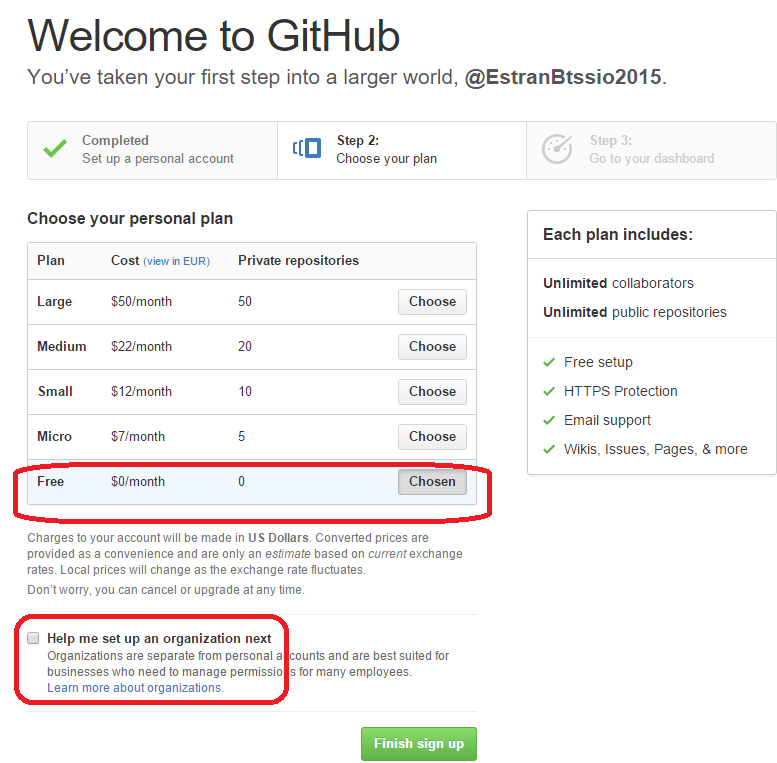 Welcome to GitHub
You've taken your first step into a larger world, @EstranBtssio2015.
Completed
Set up a personal account
Step 2:
Choose your plan
Step 3:
Go to your dashboard
Choose your personal plan
Plan Cost (view in EUR) Private repositories
Large $50/month 50 Choose
Medium $22/month 20 Choose
Small $12/month 10 Choose
Micro $7/month 5 Choose
Free $0/month 0 Chosen
Charges to your account will be made in US Dollars. Converted prices are
provided as a convenience and are only an estimate based on current exchange
rates. Local prices will change as the exchange rate fluctuates.
Don't worry, you can cancel or upgrade at any time.
Help me set up an organization next
Organizations are separate from personal accounts and are best suited for
businesses who need to manage permissions for many employees.
Learn more about organizations.
Finish sign up
Each plan includes:
Unlimited collaborators
Unlimited public repositories
Free setup
HTTPS Protection
Email support
Wikis, Issues, Pages, & more